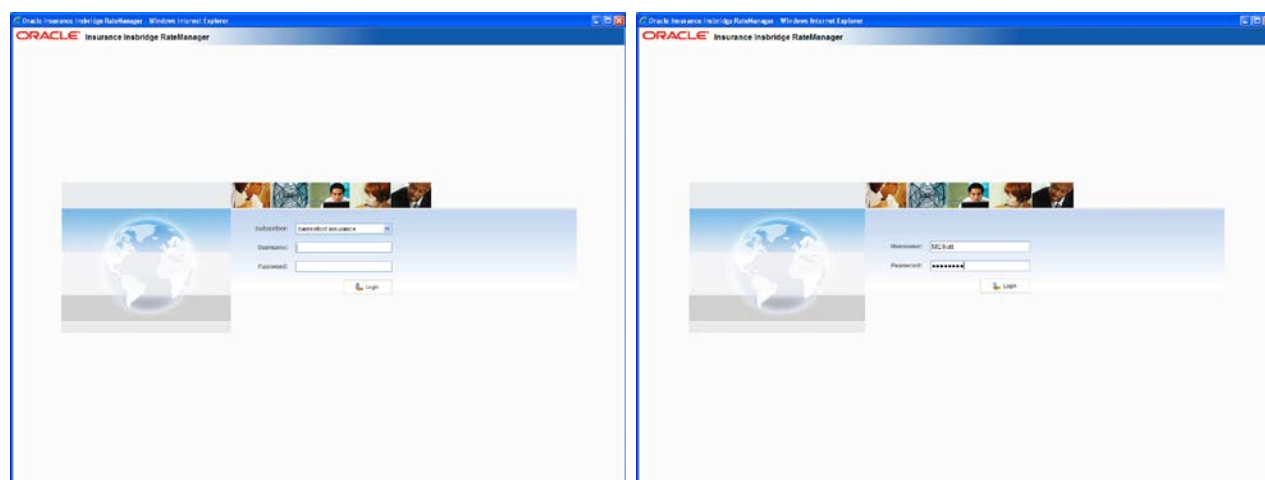 Oracle Insurance Insbridge RateManager - Windows Internet Explorer
ORACLE Insurance Insbridge RateManager
Subscriber:
Username:
Password:
Login
Oracle Insurance Insbridge RateManager - Windows Internet Explorer
ORACLE Insurance Insbridge RateManager
Username:
Password: ••••••••
Login